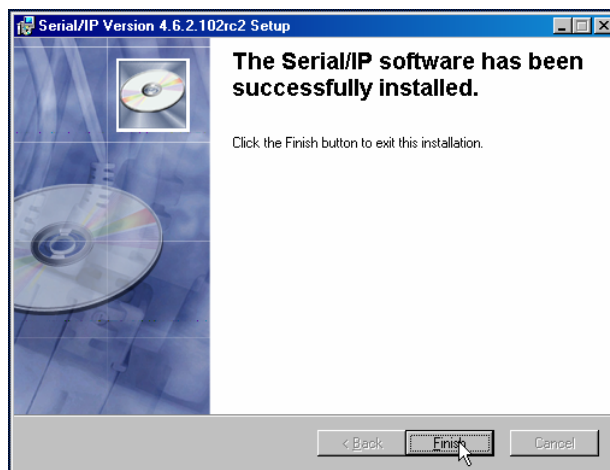 Serial/IP Version 4.6.2.102rc2 Setup
The Serial/IP software has been
successfully installed.
Click the Finish button to exit this installation.
< Back
Finish
Cancel